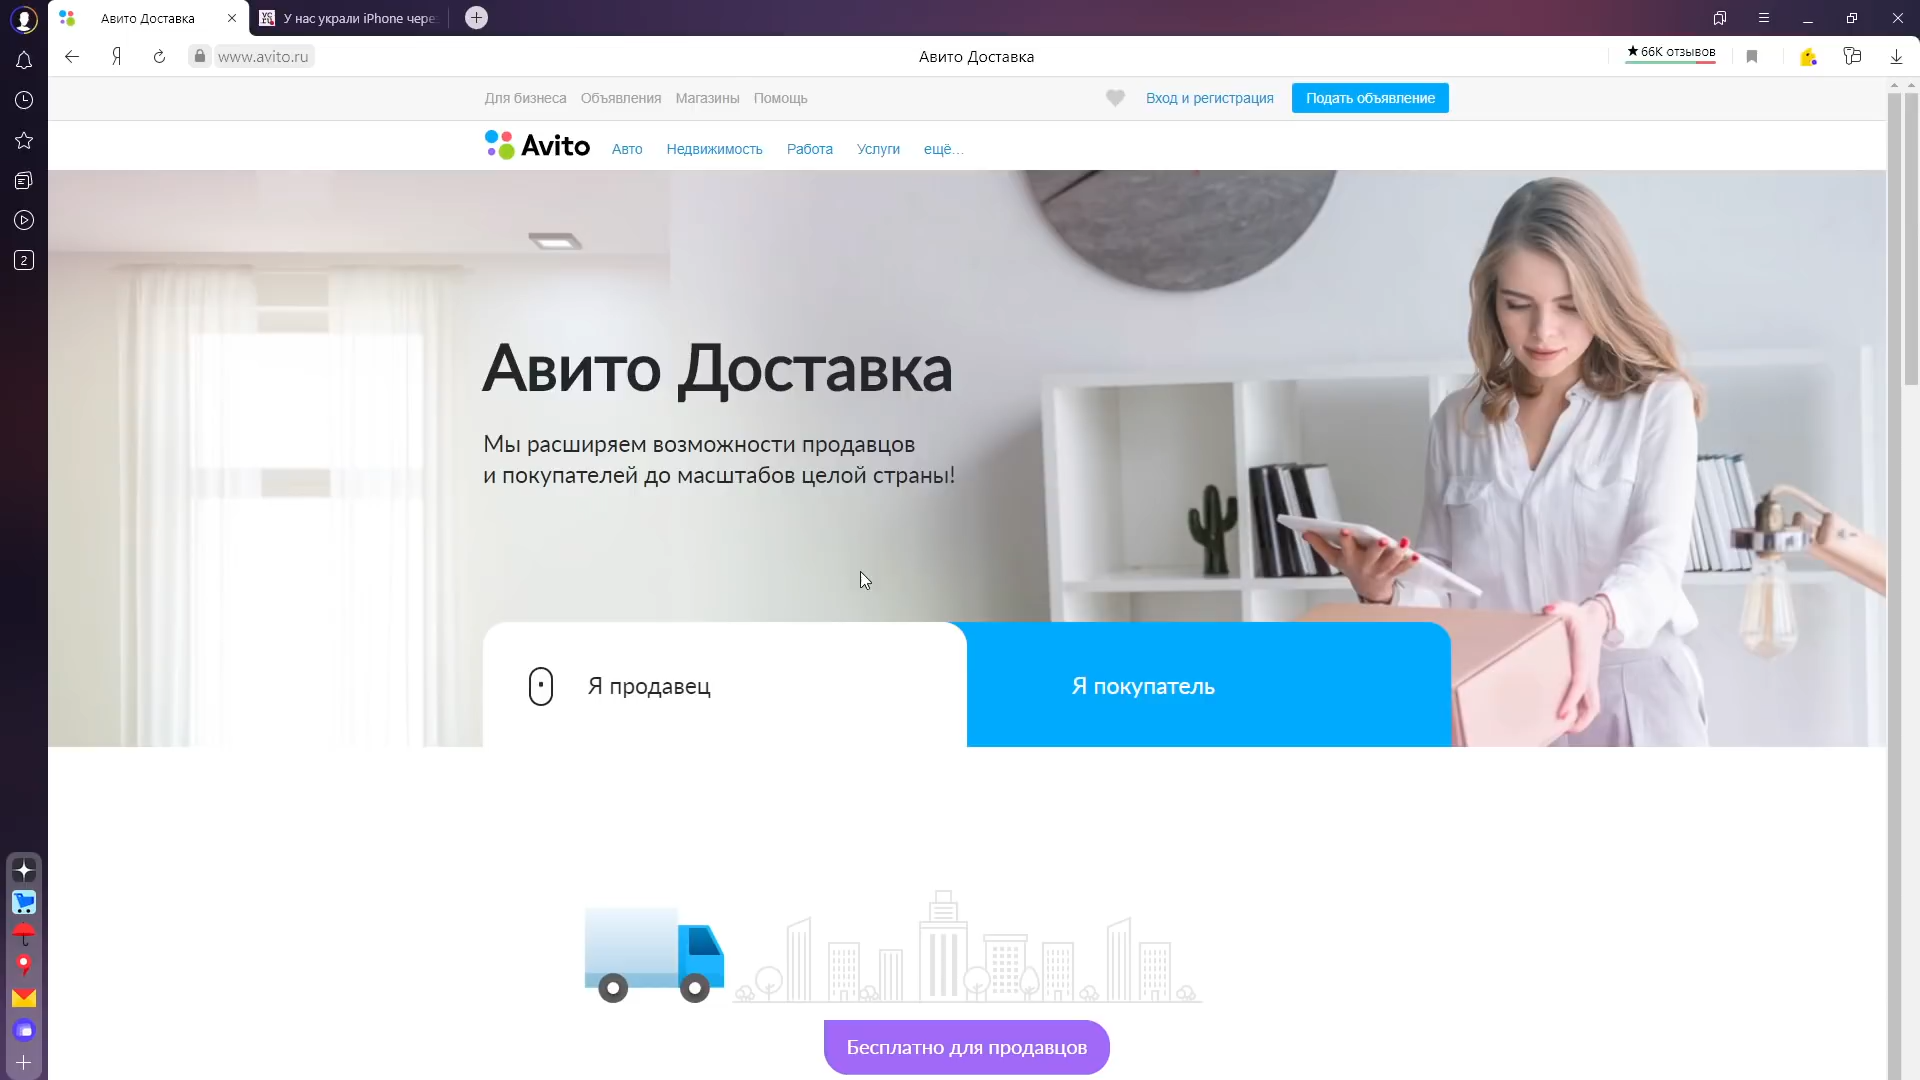 Авито Доставка
У нас украли iPhone чере
www.avito.ru
Авито Доставка
★ 66K отзывов
Для бизнеса Объявления Магазины Помощь
Вход и регистрация
Подать объявление
Avito
Авто Недвижимость Работа Услуги ещё...
Авито Доставка
Мы расширяем возможности продавцов
и покупателей до масштабов целой страны!
Я продавец
Я покупатель
Бесплатно для продавцов
2